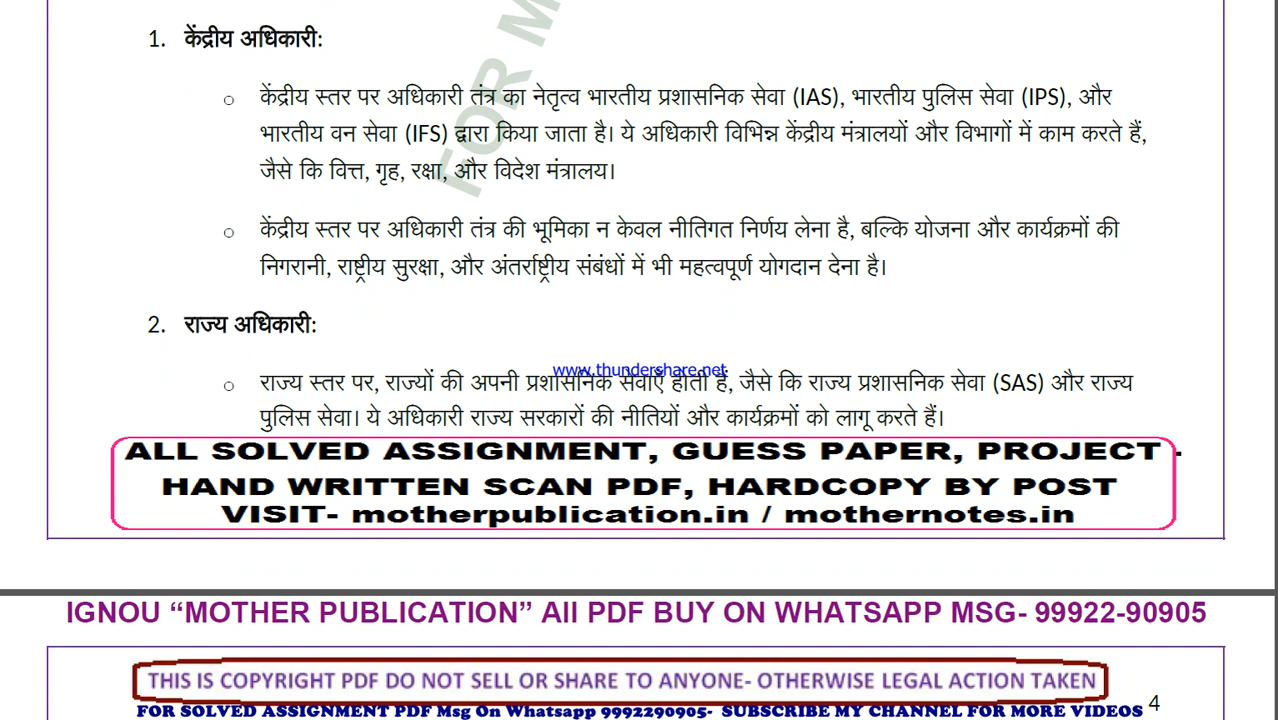 1. केंद्रीय अधिकारी:
○ केंद्रीय स्तर पर अधिकारी तंत्र का नेतृत्व भारतीय प्रशासनिक सेवा (IAS), भारतीय पुलिस सेवा (IPS), और
भारतीय वन सेवा (IFS) द्वारा किया जाता है। ये अधिकारी विभिन्न केंद्रीय मंत्रालयों और विभागों में काम करते हैं,
जैसे कि वित्त, गृह, रक्षा, और विदेश मंत्रालय।
FOR M
○ केंद्रीय स्तर पर अधिकारी तंत्र की भूमिका न केवल नीतिगत निर्णय लेना है, बल्कि योजना और कार्यक्रमों की
निगरानी, राष्ट्रीय सुरक्षा, और अंतर्राष्ट्रीय संबंधों में भी महत्वपूर्ण योगदान देना है।
2. राज्य अधिकारी:
www.thundershare.net
○ राज्य स्तर पर, राज्यों की अपनी प्रशासनिक सेवाएँ होती हैं, जैसे कि राज्य प्रशासनिक सेवा (SAS) और राज्य
पुलिस सेवा। ये अधिकारी राज्य सरकारों की नीतियों और कार्यक्रमों को लागू करते हैं।
ALL SOLVED ASSIGNMENT, GUESS PAPER, PROJECT -
HAND WRITTEN SCAN PDF, HARDCOPY BY POST
VISIT- motherpublication.in / mothernotes.in
IGNOU “MOTHER PUBLICATION” All PDF BUY ON WHATSAPP MSG- 99922-90905
THIS IS COPYRIGHT PDF DO NOT SELL OR SHARE TO ANYONE- OTHERWISE LEGAL ACTION TAKEN
4
FOR SOLVED ASSIGNMENT PDF Msg On Whatsapp 9992290905- SUBSCRIBE MY CHANNEL FOR MORE VIDEOS